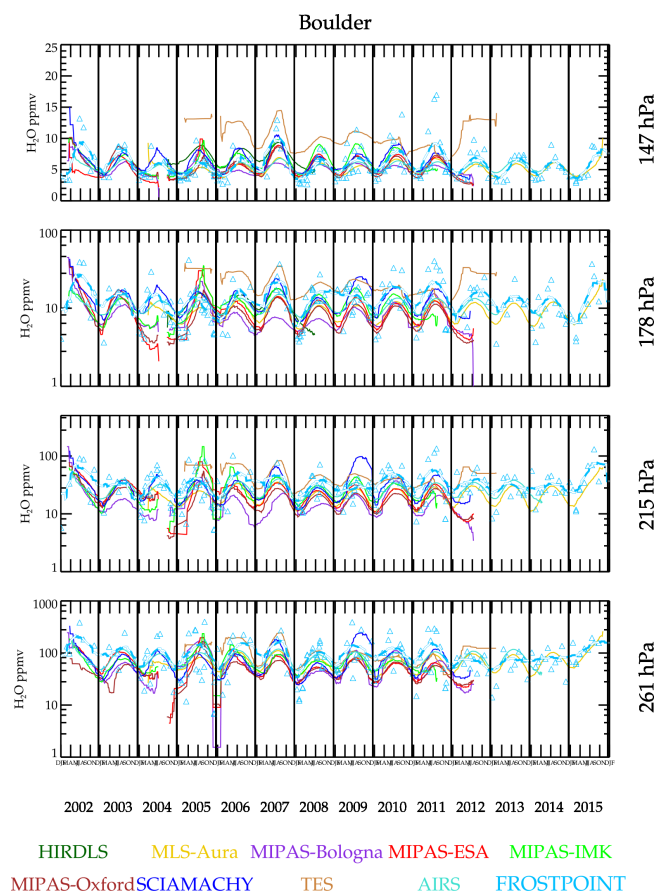 Boulder
25
20
15
10
5
0
H₂O ppmv
147 hPa
100
10
1
H₂O ppmv
178 hPa
100
10
1
H₂O ppmv
215 hPa
1000
100
10
1
H₂O ppmv
261 hPa
2002 2003 2004 2005 2006 2007 2008 2009 2010 2011 2012 2013 2014 2015
HIRDLS MLS-Aura MIPAS-Bologna MIPAS-ESA MIPAS-IMK
MIPAS-Oxford SCIAMACHY TES AIRS FROSTPOINT